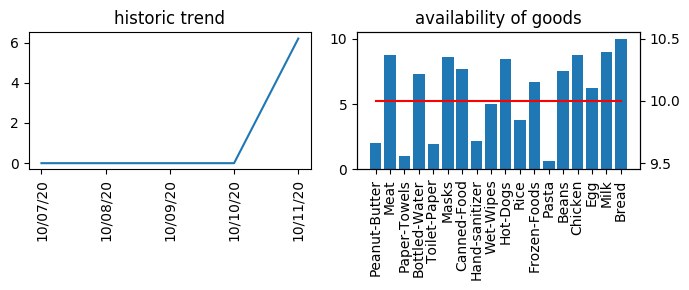 historic trend
6
4
2
0
10/07/20
10/08/20
10/09/20
10/10/20
10/11/20
availability of goods
10
5
0
10.5
10.0
9.5
Peanut-Butter
Meat
Paper-Towels
Bottled-Water
Toilet-Paper
Masks
Canned-Food
Hand-sanitizer
Wet-Wipes
Hot-Dogs
Rice
Frozen-Foods
Pasta
Beans
Chicken
Egg
Milk
Bread